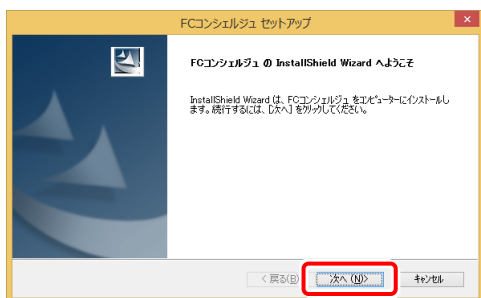 FCコンシェルジュ セットアップ
FCコンシェルジュ の InstallShield Wizard へようこそ
InstallShield Wizard は、FCコンシェルジュ をコンピューターにインストールし
ます。続行するには、[次へ] をクリックしてください。
< 戻る(B) 次へ (N)> キャンセル